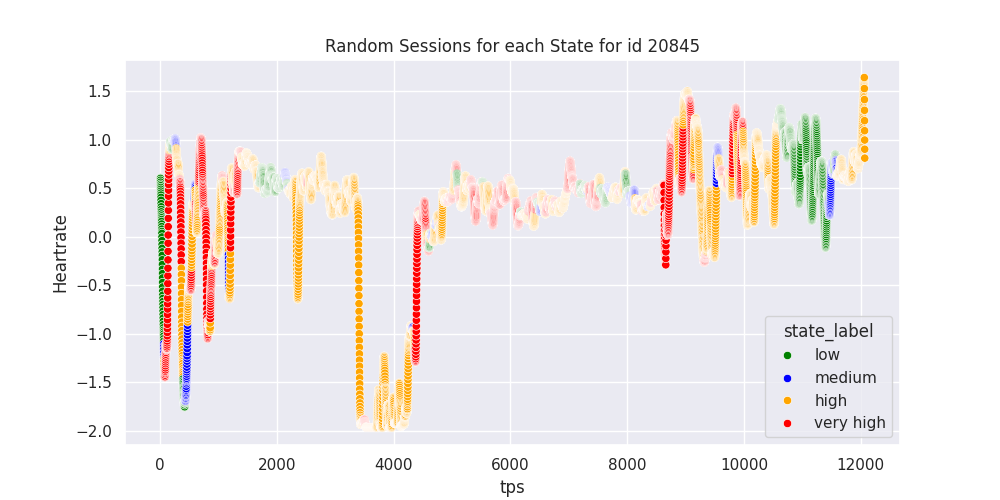 Random Sessions for each State for id 20845
Heartrate
1.5
1.0
0.5
0.0
−0.5
−1.0
−1.5
−2.0
0 2000 4000 6000 8000 10000 12000
tps
state_label
low
medium
high
very high